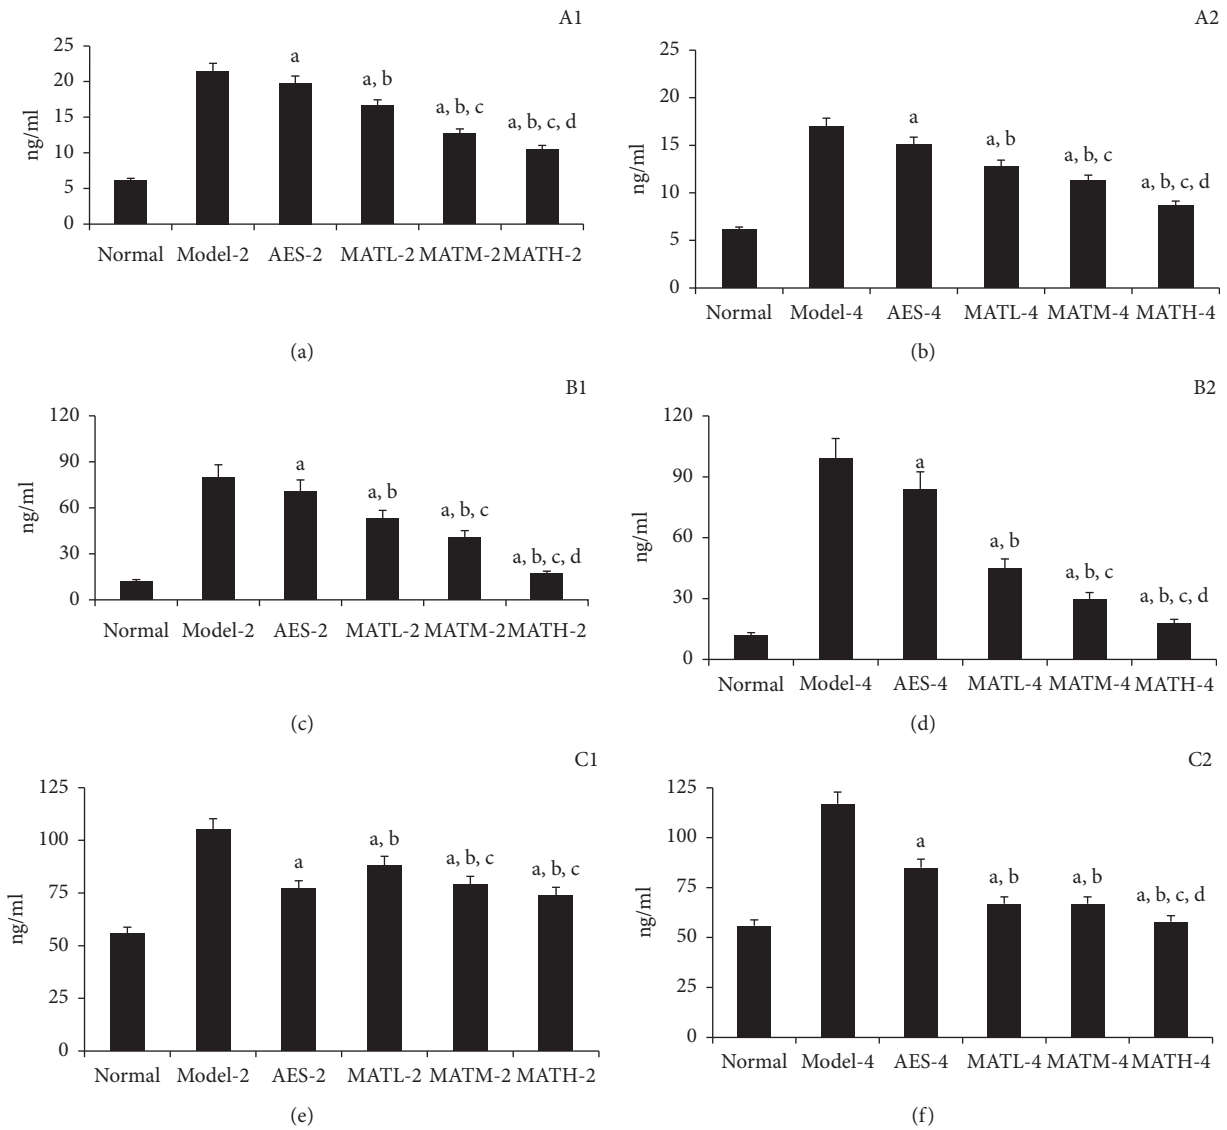 A1
25
20
15
10
5
0
ng/ml
a
a, b
a, b, c
a, b, c, d
Normal Model-2 AES-2 MATL-2 MATM-2 MATH-2
(a)
A2
25
20
15
10
5
0
ng/ml
a
a, b
a, b, c
a, b, c, d
Normal Model-4 AES-4 MATL-4 MATM-4 MATH-4
(b)
B1
120
90
60
30
0
ng/ml
a
a, b
a, b, c
a, b, c, d
Normal Model-2 AES-2 MATL-2 MATM-2 MATH-2
(c)
B2
120
90
60
30
0
ng/ml
a
a, b
a, b, c
a, b, c, d
Normal Model-4 AES-4 MATL-4 MATM-4 MATH-4
(d)
C1
125
100
75
50
25
0
ng/ml
a
a, b
a, b, c
a, b, c
Normal Model-2 AES-2 MATL-2 MATM-2 MATH-2
(e)
C2
125
100
75
50
25
0
ng/ml
a
a, b
a, b
a, b, c, d
Normal Model-4 AES-4 MATL-4 MATM-4 MATH-4
(f)